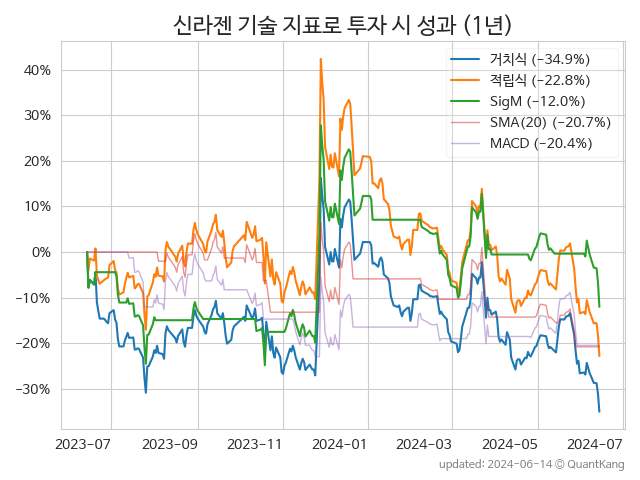 신라젠 기술 지표로 투자 시 성과 (1년)
거치식 (−34.9%)
적립식 (−22.8%)
SigM (−12.0%)
SMA(20) (−20.7%)
MACD (−20.4%)
40%
30%
20%
10%
0%
−10%
−20%
−30%
2023-07
2023-09
2023-11
2024-01
2024-03
2024-05
2024-07
updated: 2024-06-14 © QuantKang